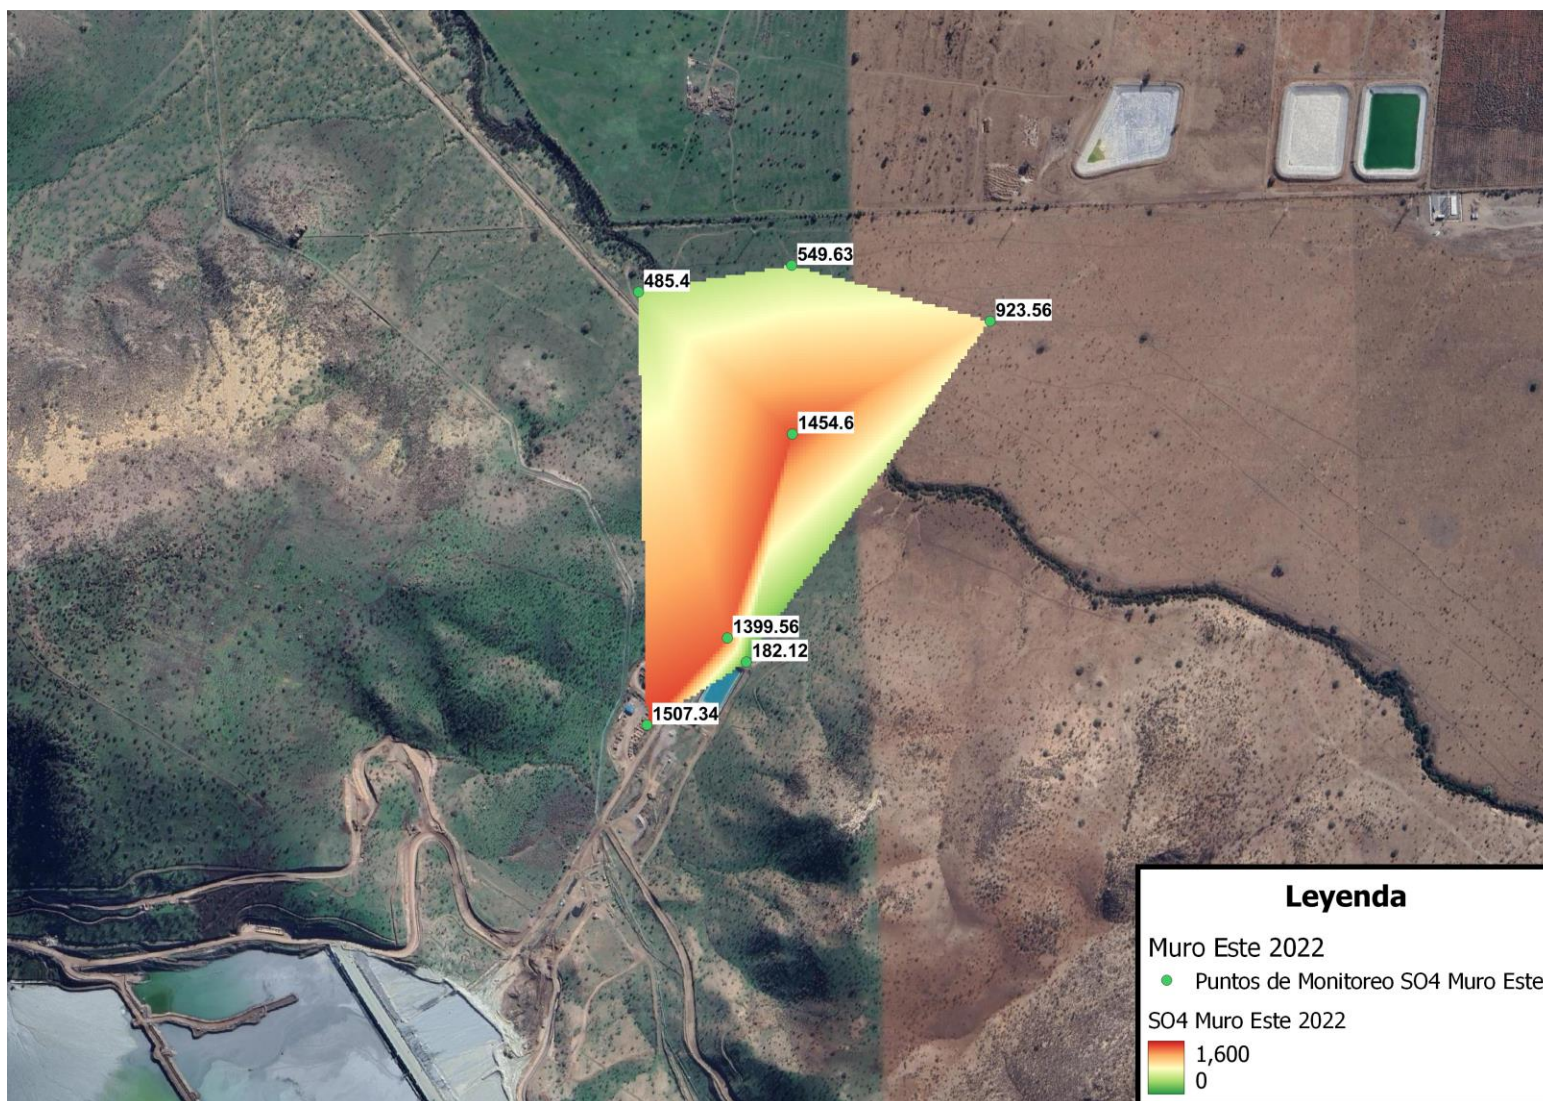 549.63
485.4
923.56
1454.6
1399.56
182.12
1507.34
Leyenda
Muro Este 2022
Puntos de Monitoreo SO4 Muro Este
SO4 Muro Este 2022
1,600
0